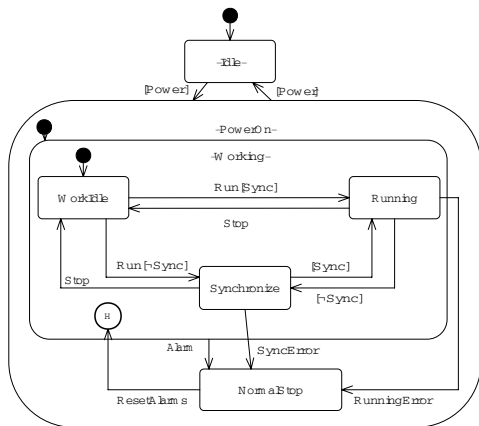 -Idle-
[Power]
[Power]
-PowerOn-
-Working-
WorkIdle
Run[Sync]
Running
Stop
Run[¬Sync]
[Sync]
Stop
Synchronize
[¬Sync]
H
Alarm
SyncError
NormalStop
ResetAlarms
RunningError